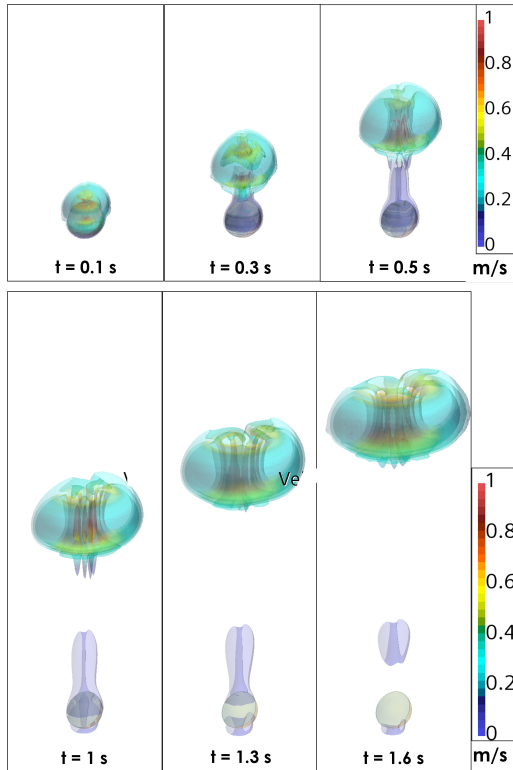 1
0.8
0.6
0.4
0.2
0
t = 0.1 s
t = 0.3 s
t = 0.5 s
m/s
Ve
1
0.8
0.6
0.4
0.2
0
t = 1 s
t = 1.3 s
t = 1.6 s
m/s